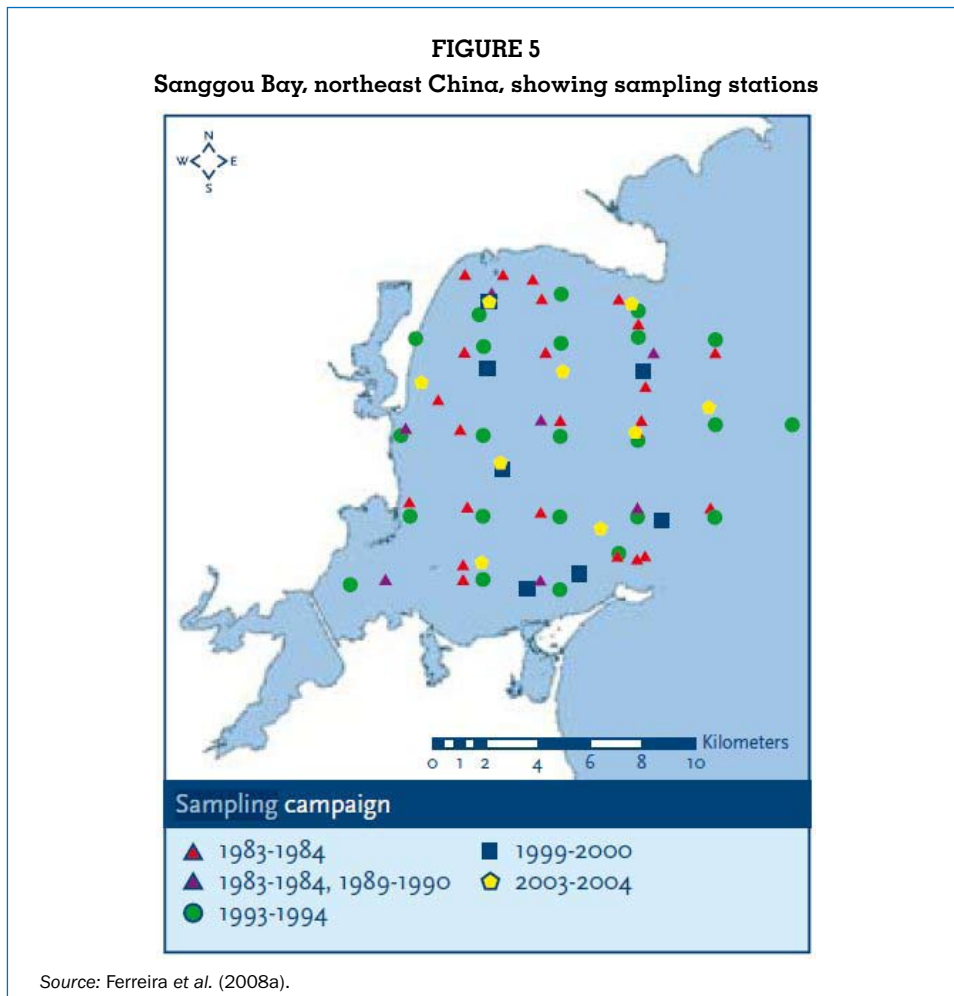 FIGURE 5
Sanggou Bay, northeast China, showing sampling stations
N
W E
S
Kilometers
0 1 2 4 6 8 10
Sampling campaign
1983-1984
1983-1984, 1989-1990
1993-1994
1999-2000
2003-2004
Source: Ferreira et al. (2008a).